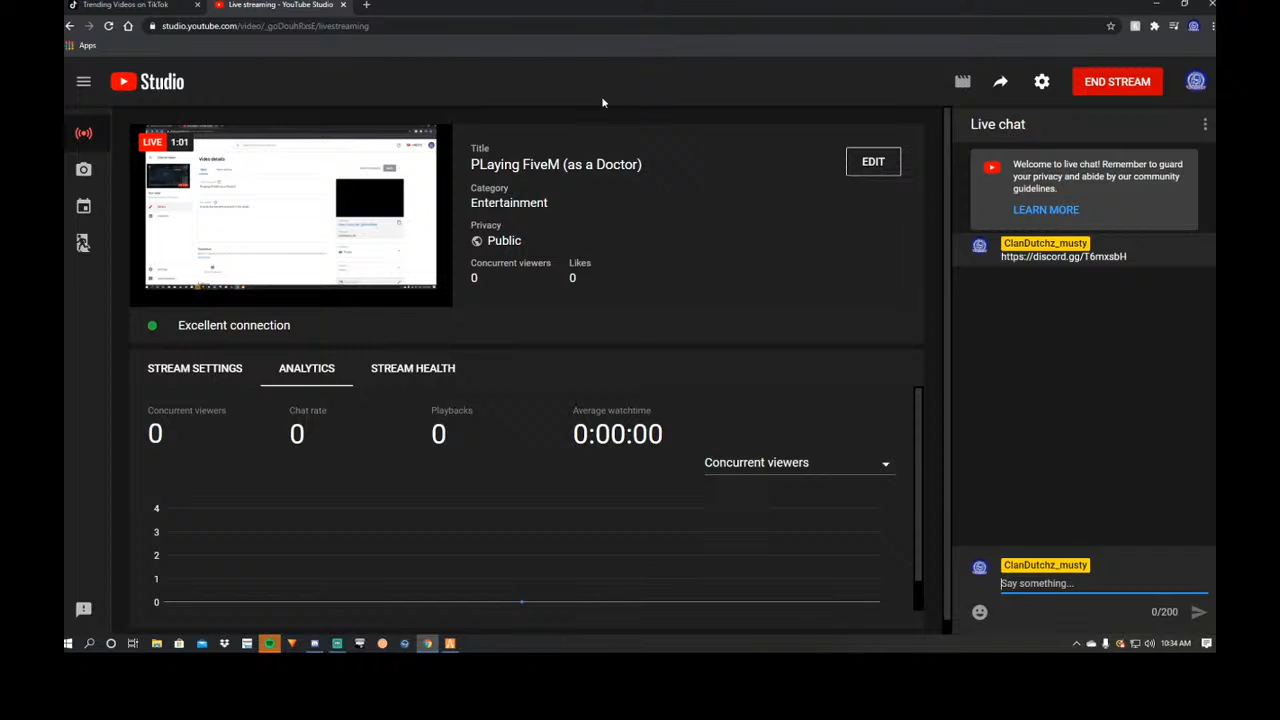 Trending Videos on TikTok
Live streaming - YouTube Studio
studio.youtube.com/video/_goDouhRxsE/livestreaming
Apps
Studio
END STREAM
LIVE 1:01
Video details
Title
Laying FiveM (as a Doctor)
EDIT
Category
Entertainment
Privacy
Public
Concurrent viewers
Likes
0
0
Excellent connection
STREAM SETTINGS
ANALYTICS
STREAM HEALTH
Concurrent viewers
Chat rate
Playbacks
Average watchtime
0
0
0
0:00:00
Concurrent viewers
4
3
2
1
0
Live chat
Welcome to live chat! Remember to guard
your privacy and abide by our community
guidelines.
LEARN MORE
ClanDutchz_musty
https://discord.gg/T6mxsbH
ClanDutchz_musty
Say something...
0/200
10:34 AM